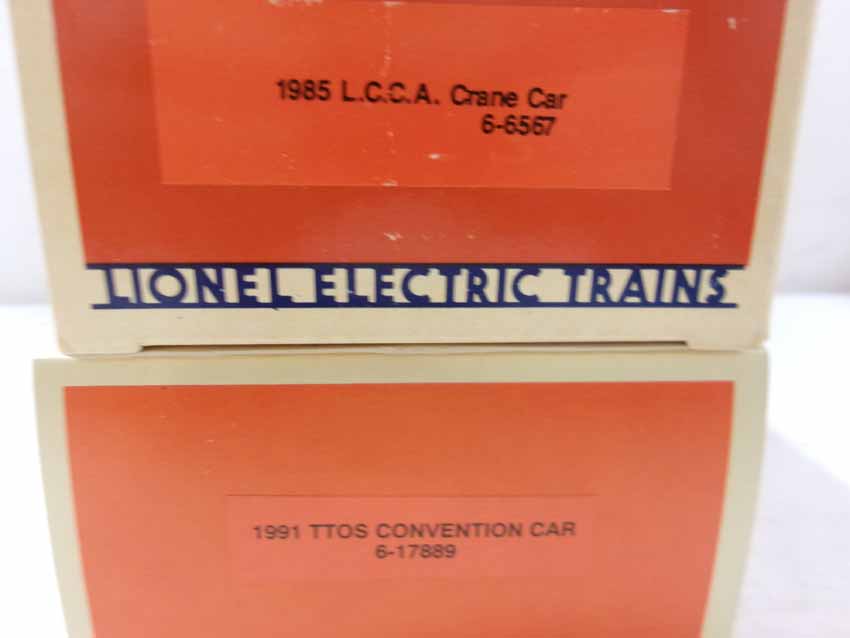 1985 L.C.C.A. Crane Car
6-6567
LIONEL ELECTRIC TRAINS
1991 TTOS CONVENTION CAR
6-17889